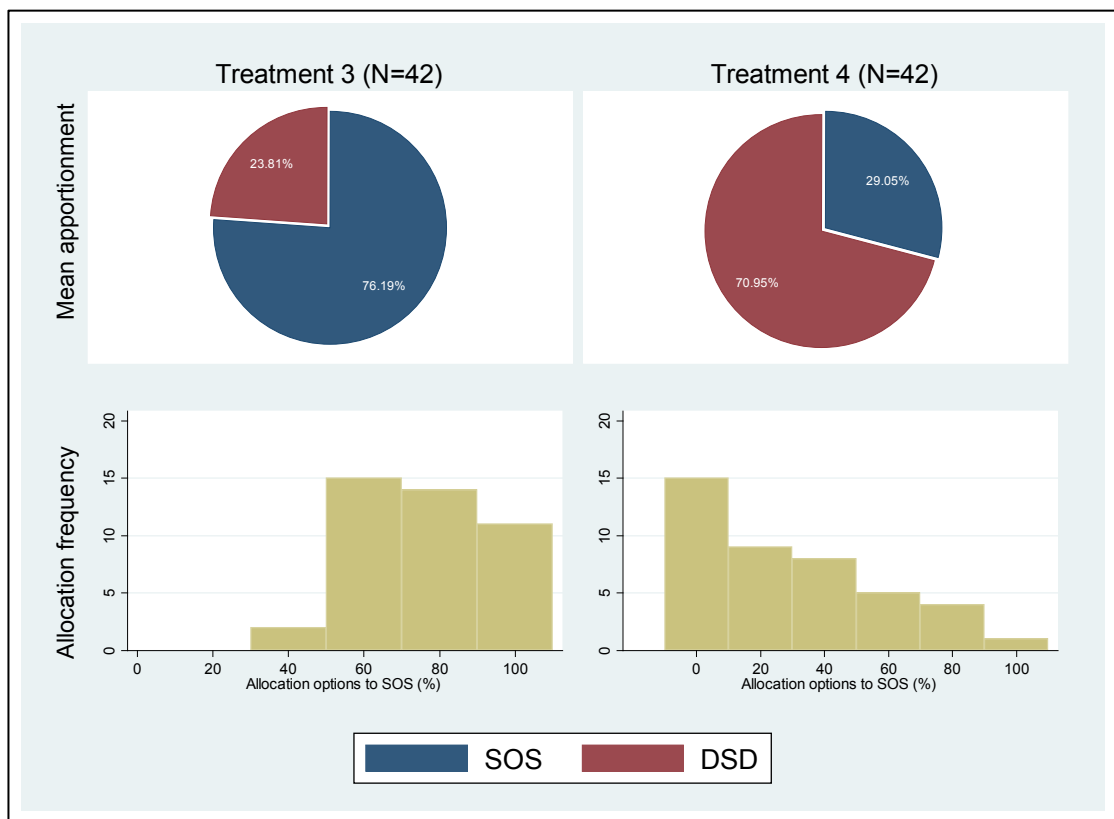 Treatment 3 (N=42)
Treatment 4 (N=42)
Mean apportionment
23.81%
76.19%
29.05%
70.95%
Allocation frequency
20
15
10
5
0
0 20 40 60 80 100
Allocation options to SOS (%)
20
15
10
5
0
0 20 40 60 80 100
Allocation options to SOS (%)
SOS
DSD